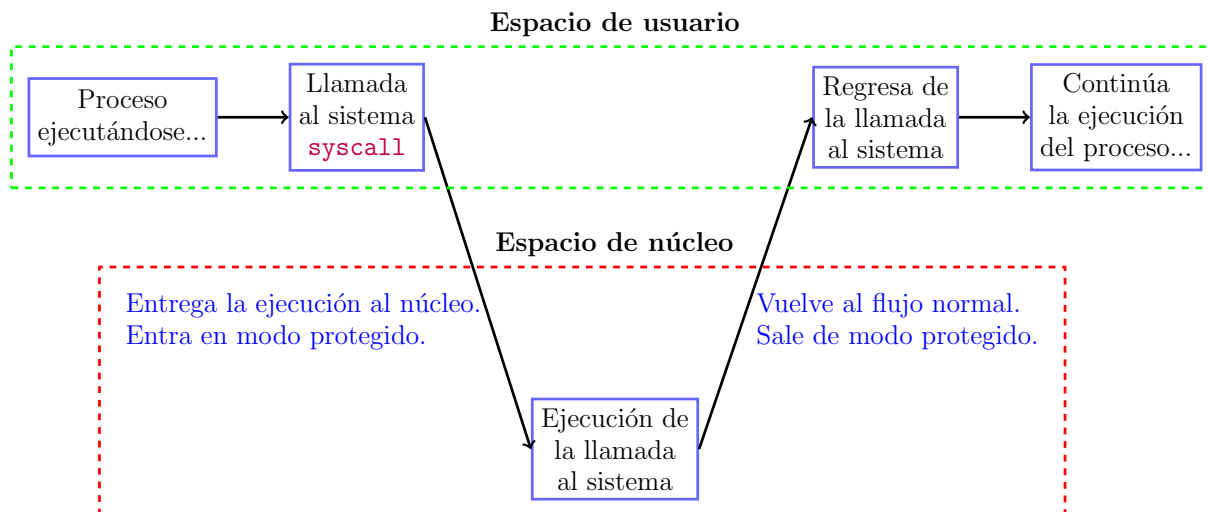 Espacio de usuario
Proceso
ejecutándose...
Llamada
al sistema
syscall
Regresa de
la llamada
al sistema
Continúa
la ejecución
del proceso...
Espacio de núcleo
Entrega la ejecución al núcleo.
Entra en modo protegido.
Vuelve al flujo normal.
Sale de modo protegido.
Ejecución de
la llamada
al sistema